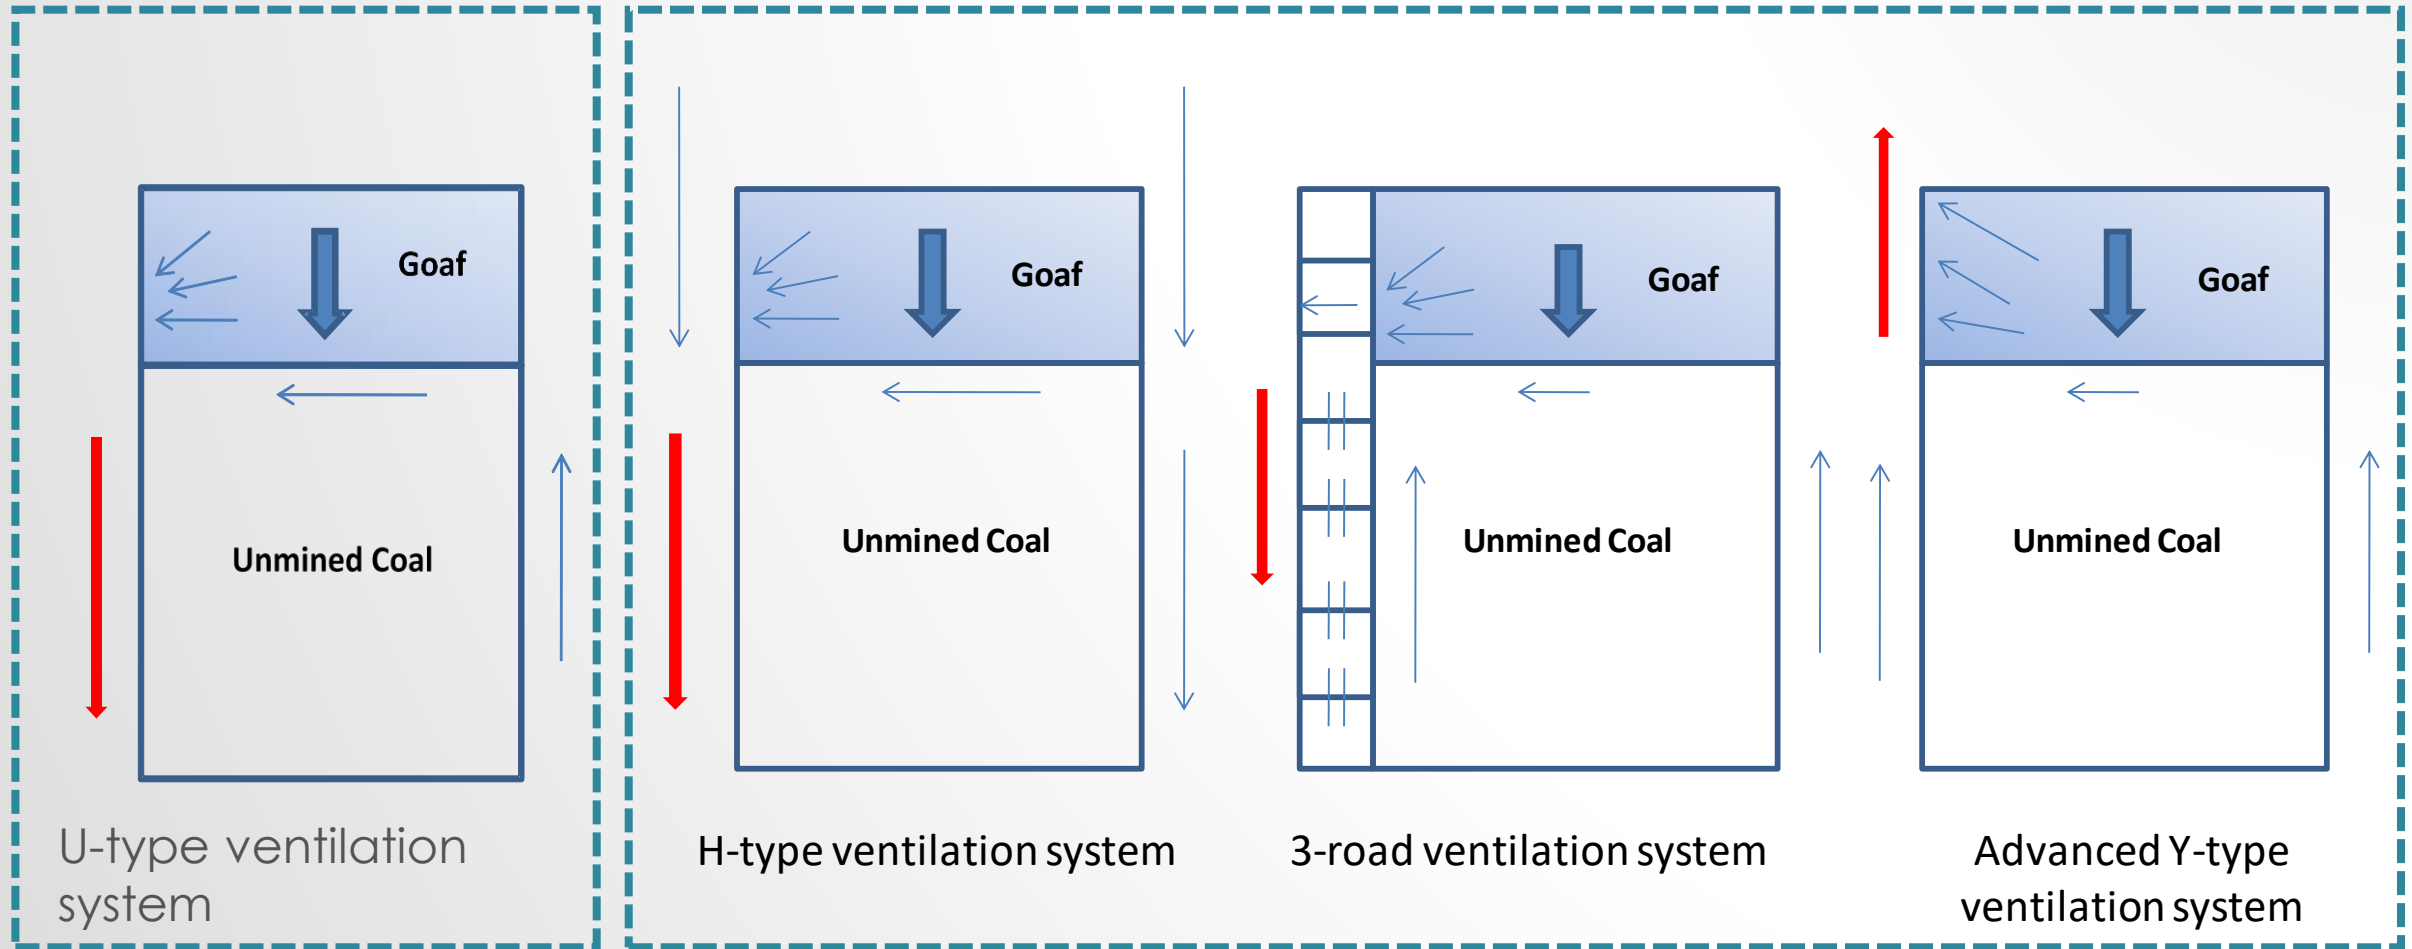 Goaf
Unmined Coal
U-type ventilation
system
Goaf
Unmined Coal
H-type ventilation system
Goaf
Unmined Coal
3-road ventilation system
Goaf
Unmined Coal
Advanced Y-type
ventilation system